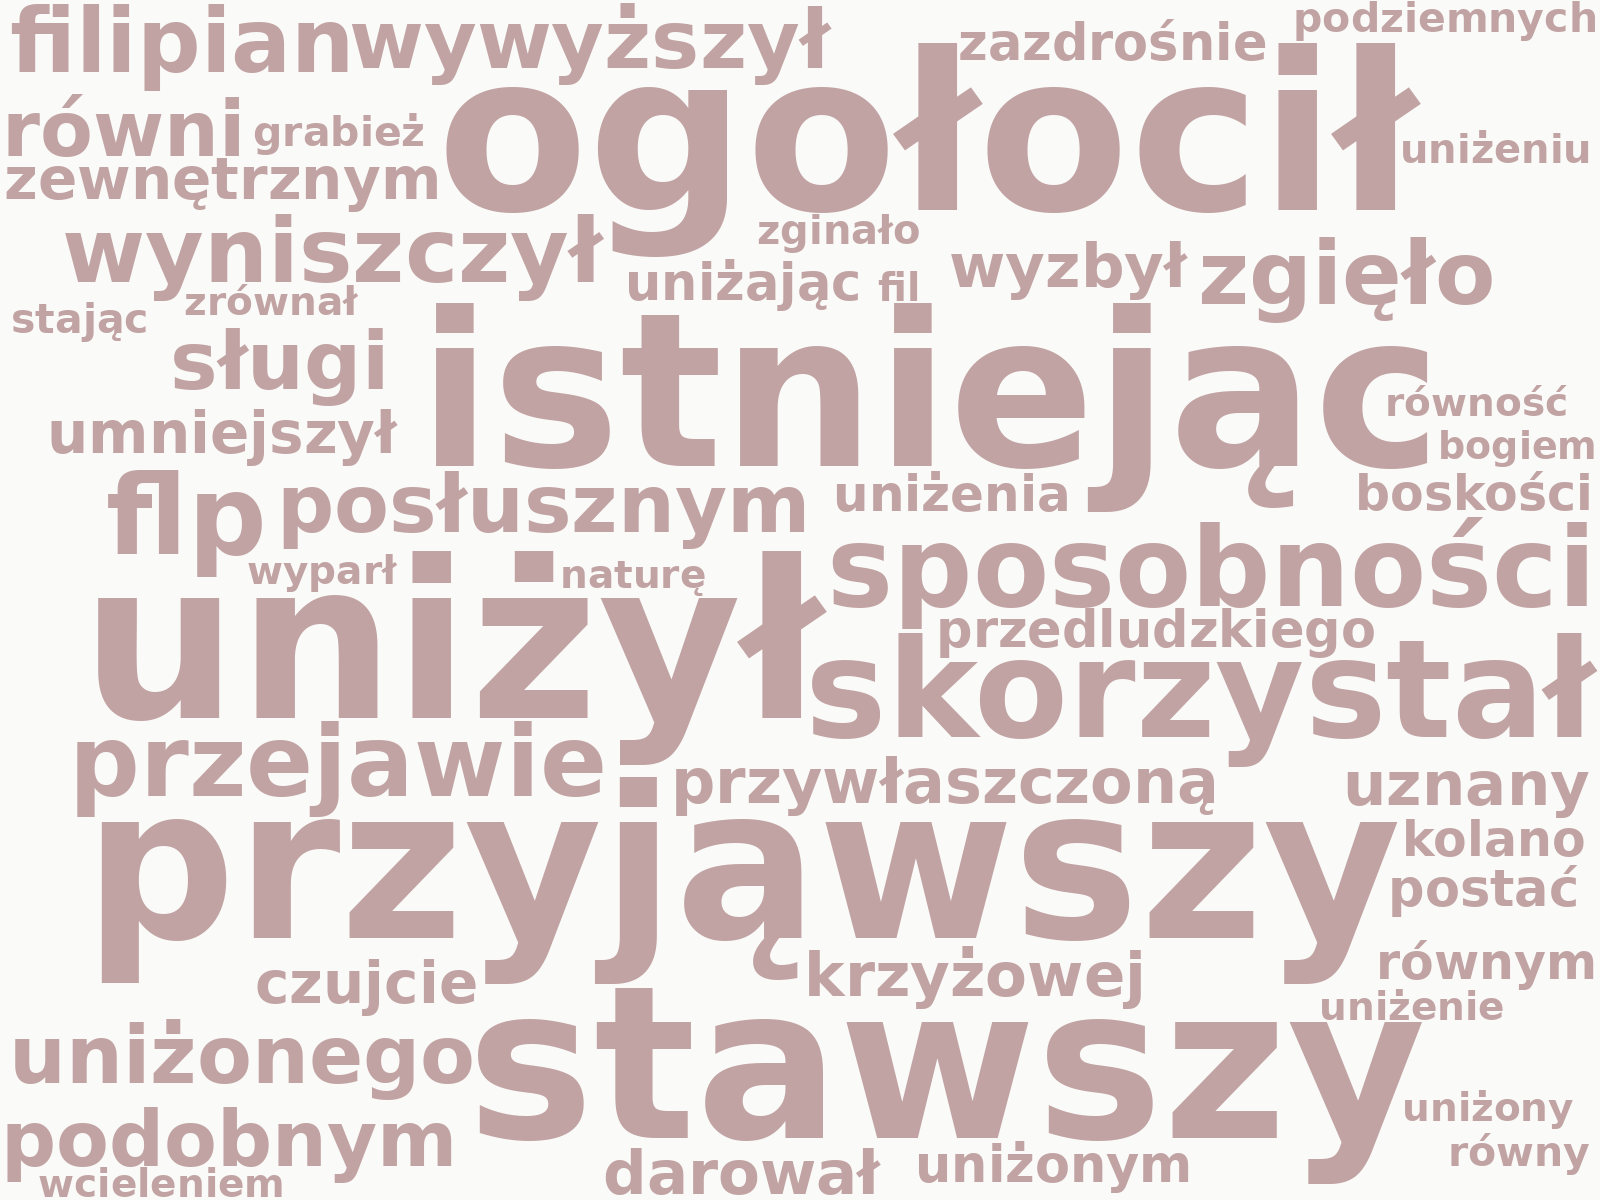 filipian wywyższył zazdrośnie podziemnych
równi grabież ogołocił uniżeniu
zewnętrznym
wyniszczył zginało wyzbył zgięło
uniżając fil
stając zrównał
sługi istniejąc równość
umniejszył bogiem
flp posłusznym uniżenia boskości
wyparł naturę sposobności
uniżył przedludzkiego
skorzystał
przejawie przywłaszczoną uznany
przyjąwszy kolano
postać
czujcie krzyżowej równym
uniżenie
uniżonego stawszy
podobnym uniżony
wcieleniem darował uniżonym równy